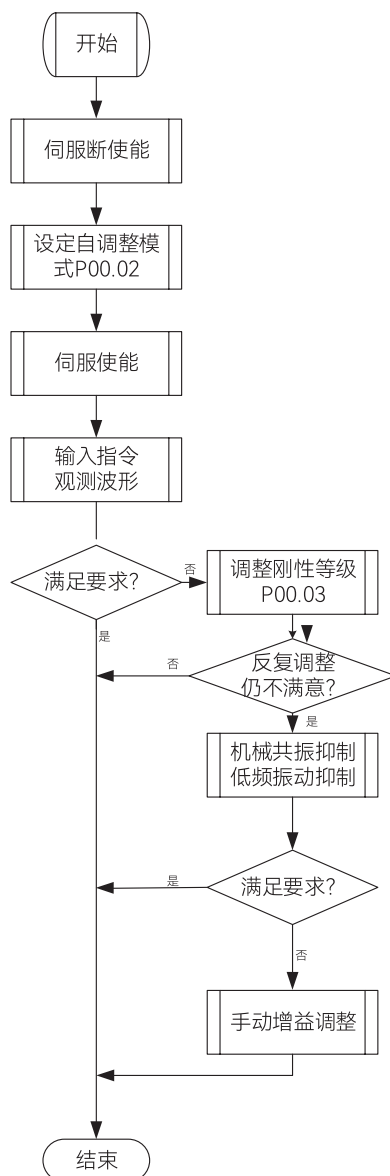 开始
伺服断使能
设定自调整模
式P00.02
伺服使能
输入指令
观测波形
满足要求?
否
调整刚性等级
P00.03
是
否
反复调整
仍不满意?
是
机械共振抑制
低频振动抑制
是
满足要求?
否
手动增益调整
结束